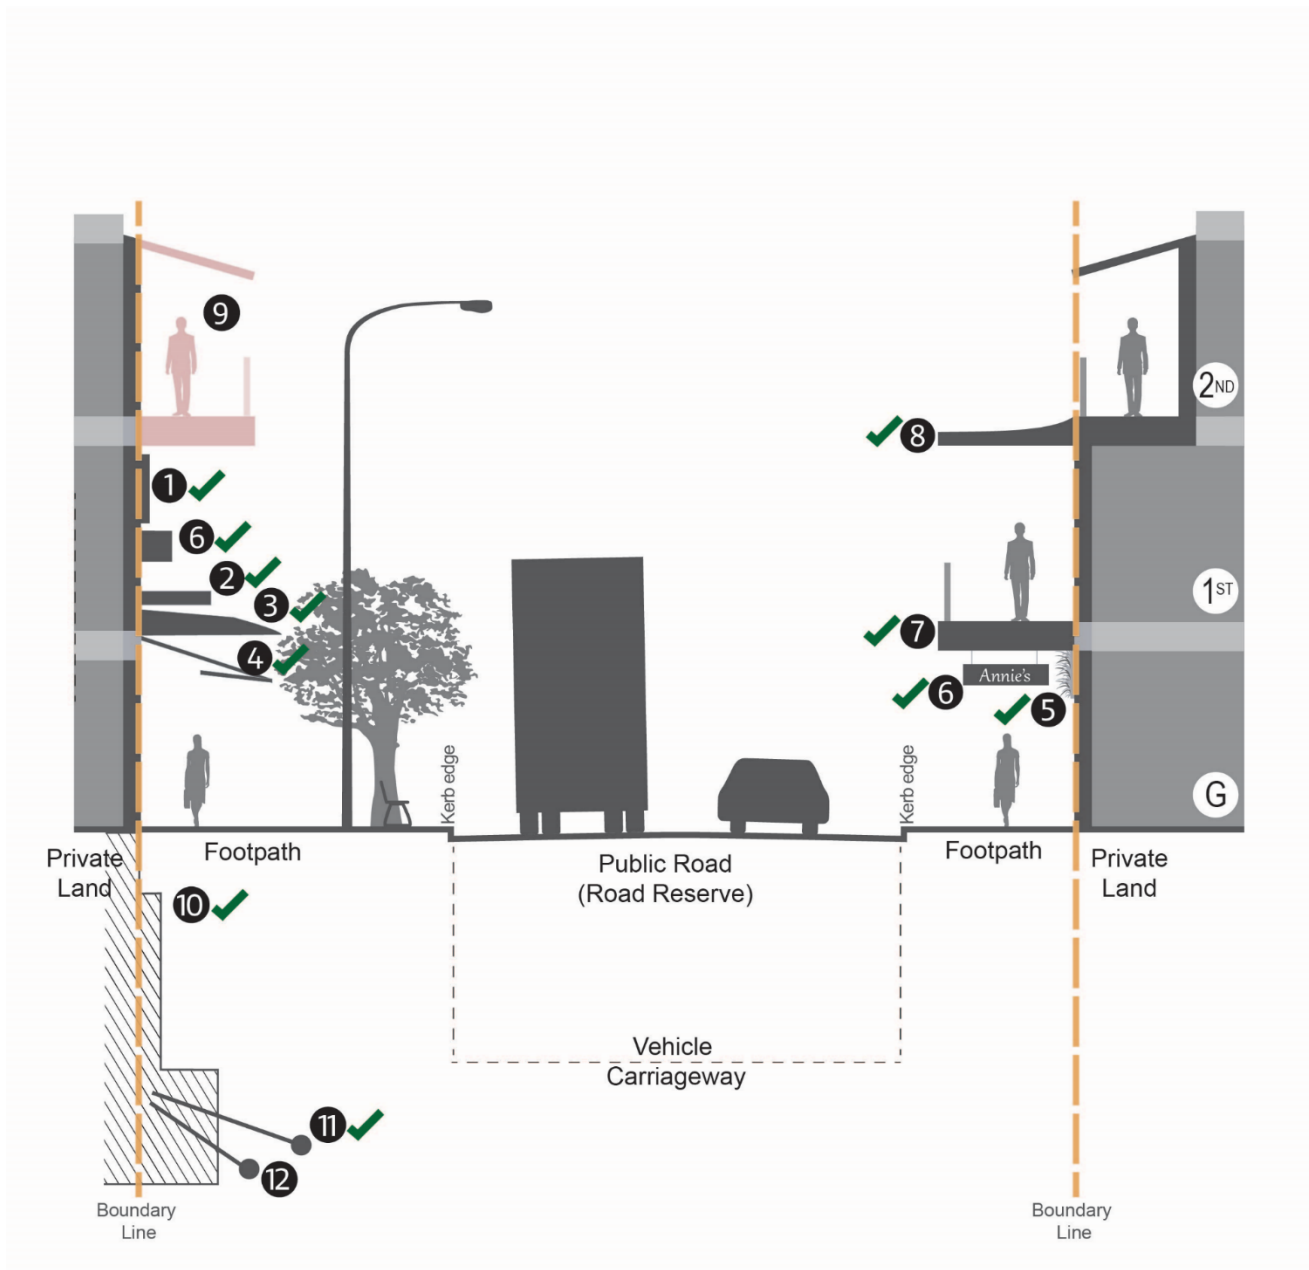 9
2ND
8
1
6
2
3
1ST
7
4
Annie's
6
5
Kerb edge
Kerb edge
G
Private
Land
Footpath
Public Road
(Road Reserve)
Footpath
Private
Land
10
Vehicle
Carriageway
11
12
Boundary
Line
Boundary
Line